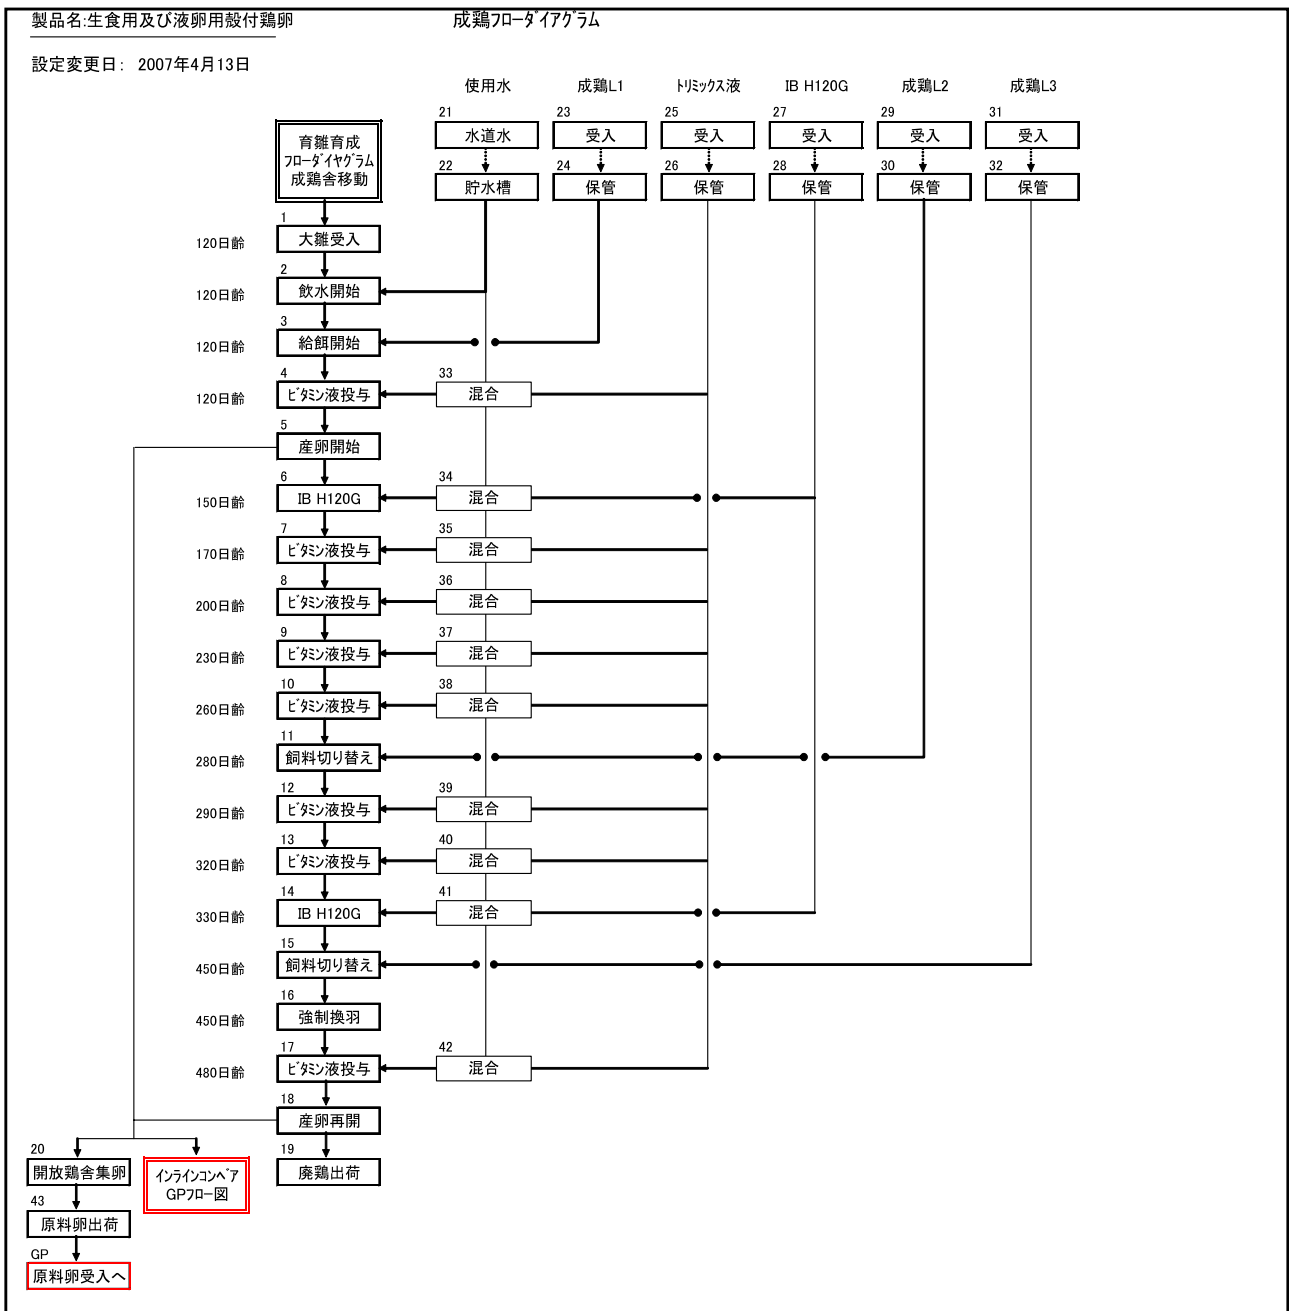 製品名:生食用及び液卵用殻付鶏卵
成鶏フローダイアグラム
設定変更日： 2007年4月13日
使用水 成鶏L1 トリミックス液 IB H120G 成鶏L2 成鶏L3
21 23 25 27 29 31
水道水 受入 受入 受入 受入 受入
育雛育成
フローダイヤグラム
成鶏舎移動
22 24 26 28 30 32
貯水槽 保管 保管 保管 保管 保管
1
120日齢 大雛受入
2
120日齢 飲水開始
3
120日齢 給餌開始
4 33
120日齢 ビタミン液投与 混合
5
産卵開始
6 34
150日齢 IB H120G 混合
7 35
170日齢 ビタミン液投与 混合
8 36
200日齢 ビタミン液投与 混合
9 37
230日齢 ビタミン液投与 混合
10 38
260日齢 ビタミン液投与 混合
11
280日齢 飼料切り替え
12 39
290日齢 ビタミン液投与 混合
13 40
320日齢 ビタミン液投与 混合
14 41
330日齢 IB H120G 混合
15
450日齢 飼料切り替え
16
450日齢 強制換羽
17 42
480日齢 ビタミン液投与 混合
18
産卵再開
20 19
開放鶏舎集卵 廃鶏出荷
インラインコンベア
GPフロー図
43
原料卵出荷
GP
原料卵受入へ